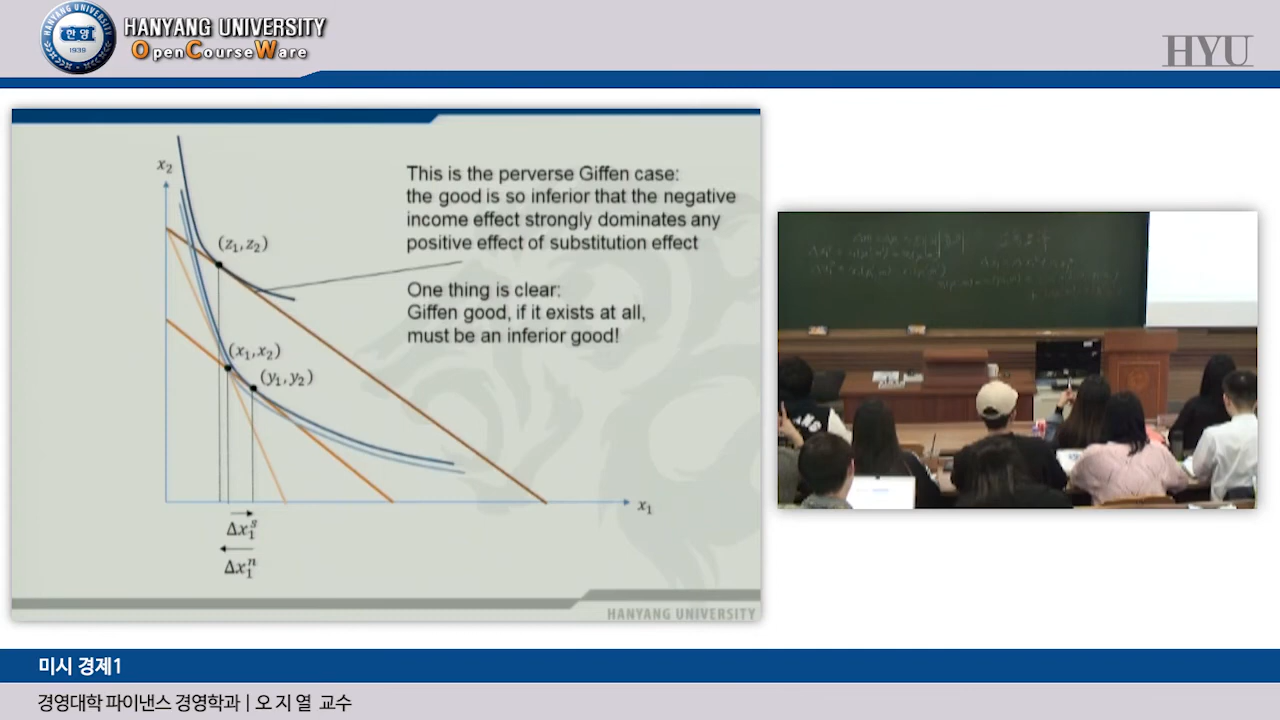 HANYANG UNIVERSITY
OpenCourseWare
HANYANG UNIVERSITY
한양
1939
HYU
This is the perverse Giffen case:
the good is so inferior that the negative
income effect strongly dominates any
positive effect of substitution effect
One thing is clear:
Giffen good, if it exists at all,
must be an inferior good!
x₂
(z₁,z₂)
(x₁,x₂)
(y₁,y₂)
x₁
Δx₁ˢ
Δx₁ⁿ
HANYANG UNIVERSITY
미시 경제1
경영대학 파이낸스 경영학과 | 오 지 열 교수